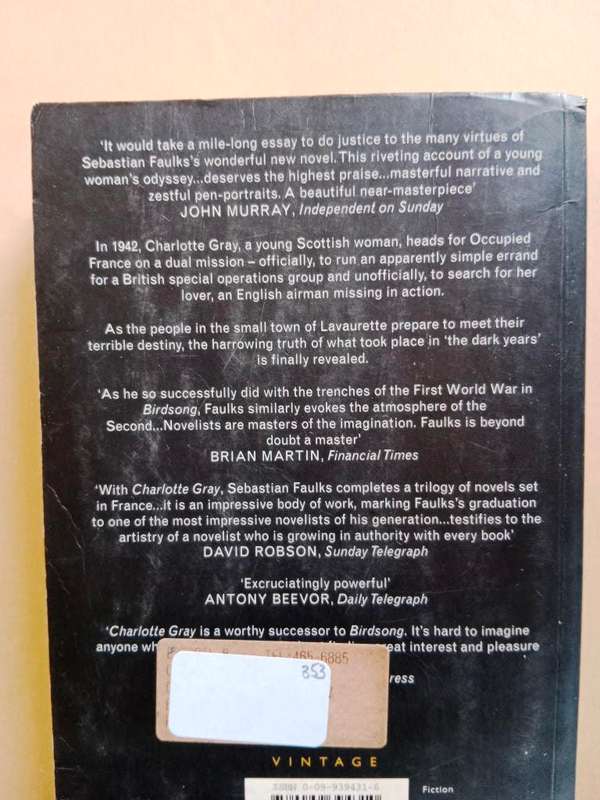 'It would take a mile-long essay to do justice to the many virtues of
Sebastian Faulks's wonderful new novel. This riveting account of a young
woman's odyssey...deserves the highest praise...masterful narrative and
zestful pen-portraits. A beautiful near-masterpiece'
JOHN MURRAY, Independent on Sunday
In 1942, Charlotte Gray, a young Scottish woman, heads for Occupied
France on a dual mission – officially, to run an apparently simple errand
for a British special operations group and unofficially, to search for her
lover, an English airman missing in action.
As the people in the small town of Lavaurette prepare to meet their
terrible destiny, the harrowing truth of what took place in 'the dark years'
is finally revealed.
'As he so successfully did with the trenches of the First World War in
Birdsong, Faulks similarly evokes the atmosphere of the
Second...Novelists are masters of the imagination. Faulks is beyond
doubt a master'
BRIAN MARTIN, Financial Times
'With Charlotte Gray, Sebastian Faulks completes a trilogy of novels set
in France...it is an impressive body of work, marking Faulks's graduation
to one of the most impressive novelists of his generation...testifies to the
artistry of a novelist who is growing in authority with every book'
DAVID ROBSON, Sunday Telegraph
'Excruciatingly powerful'
ANTONY BEEVOR, Daily Telegraph
'Charlotte Gray is a worthy successor to Birdsong. It's hard to imagine
anyone interest and pleasure
465-6885
353
VINTAGE
ISBN 0-09-939431-6
Fiction